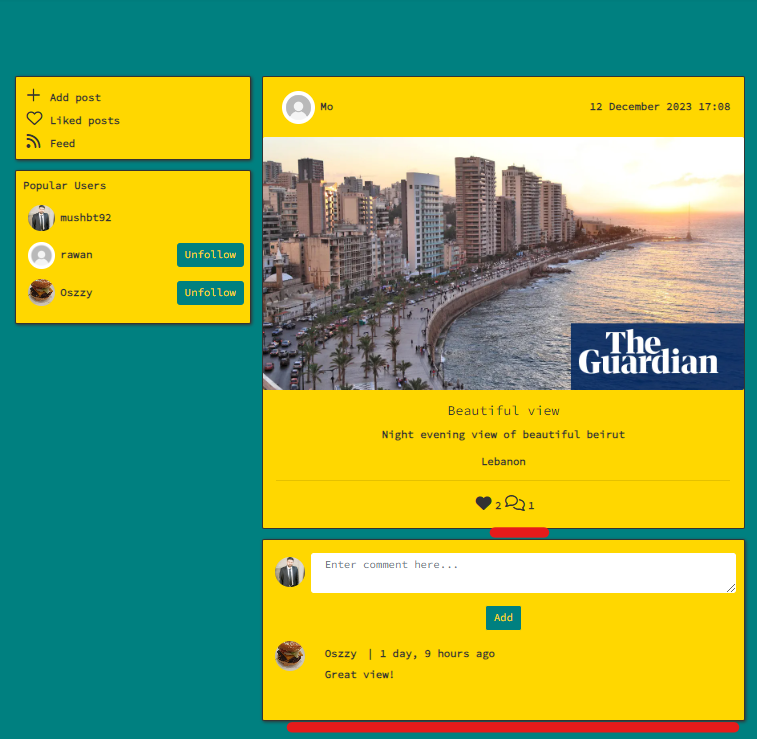 Add post
Liked posts
Feed
Popular Users
mushbt92
rawan
Unfollow
Oszzy
Unfollow
Mo
12 December 2023 17:08
The
Guardian
Beautiful view
Night evening view of beautiful beirut
Lebanon
2 1
Enter comment here...
Add
Oszzy | 1 day, 9 hours ago
Great view!